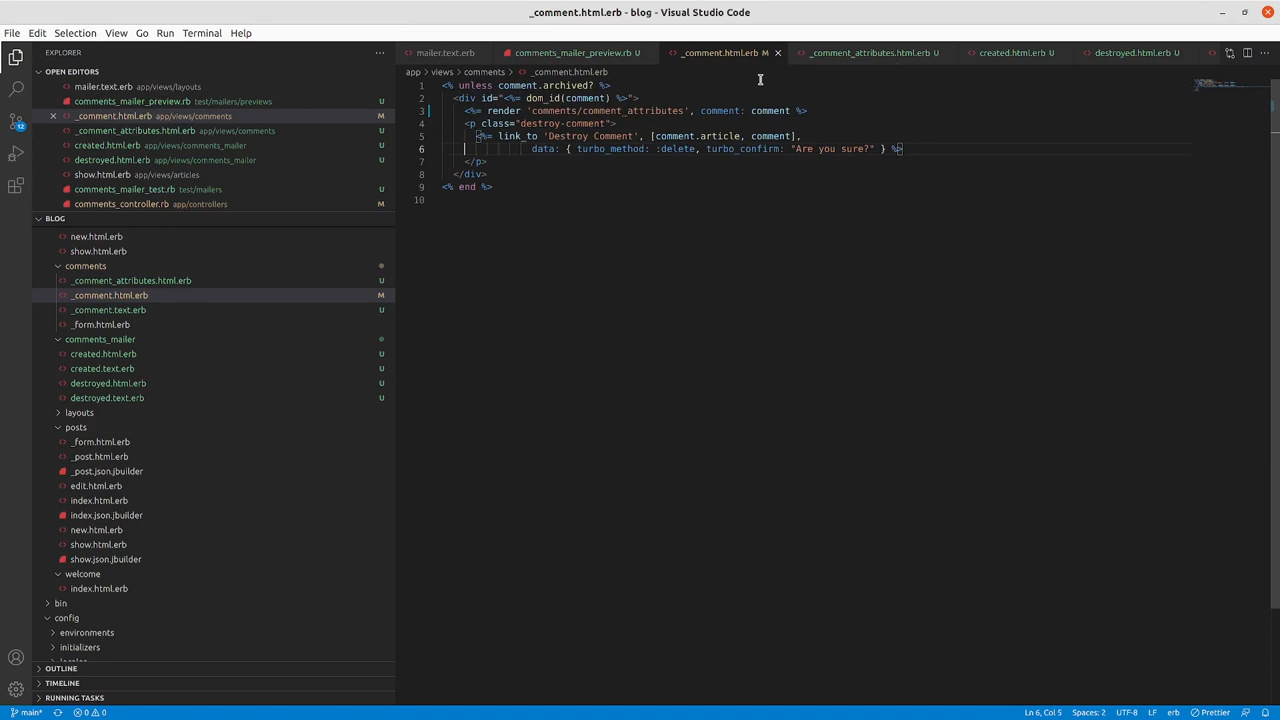 _comment.html.erb - blog - Visual Studio Code
File Edit Selection View Go Run Terminal Help
EXPLORER
OPEN EDITORS
mailer.text.erb app/views/layouts
comments_mailer_preview.rb test/mailers/previews
_comment.html.erb app/views/comments M
_comment_attributes.html.erb app/views/comments U
created.html.erb app/views/comments_mailer U
destroyed.html.erb app/views/comments_mailer U
show.html.erb app/views/articles
comments_mailer_test.rb test/mailers U
comments_controller.rb app/controllers M
BLOG
new.html.erb
show.html.erb
comments
_comment_attributes.html.erb U
_comment.html.erb M
_comment.text.erb U
_form.html.erb
comments_mailer
created.html.erb U
created.text.erb U
destroyed.html.erb U
destroyed.text.erb U
layouts
posts
_form.html.erb
_post.html.erb
_post.json.jbuilder
edit.html.erb
index.html.erb
index.json.jbuilder
new.html.erb
show.html.erb
show.json.jbuilder
welcome
index.html.erb
bin
config
environments
initializers
OUTLINE
TIMELINE
RUNNING TASKS
12
mailer.text.erb comments_mailer_preview.rb U _comment.html.erb M _comment_attributes.html.erb U created.html.erb U destroyed.html.erb U
app > views > comments > _comment.html.erb
1 <% unless comment.archived? %>
2 <div id="<%= dom_id(comment) %>">
3 <%= render 'comments/comment_attributes', comment: comment %>
4 <p class="destroy-comment">
5 <%= link_to 'Destroy Comment', [comment.article, comment],
6 data: { turbo_method: :delete, turbo_confirm: "Are you sure?" } %>
7 </p>
8 </div>
9 <% end %>
10
main* 0 0 Ln 6, Col 5 Spaces: 2 UTF-8 LF erb Prettier